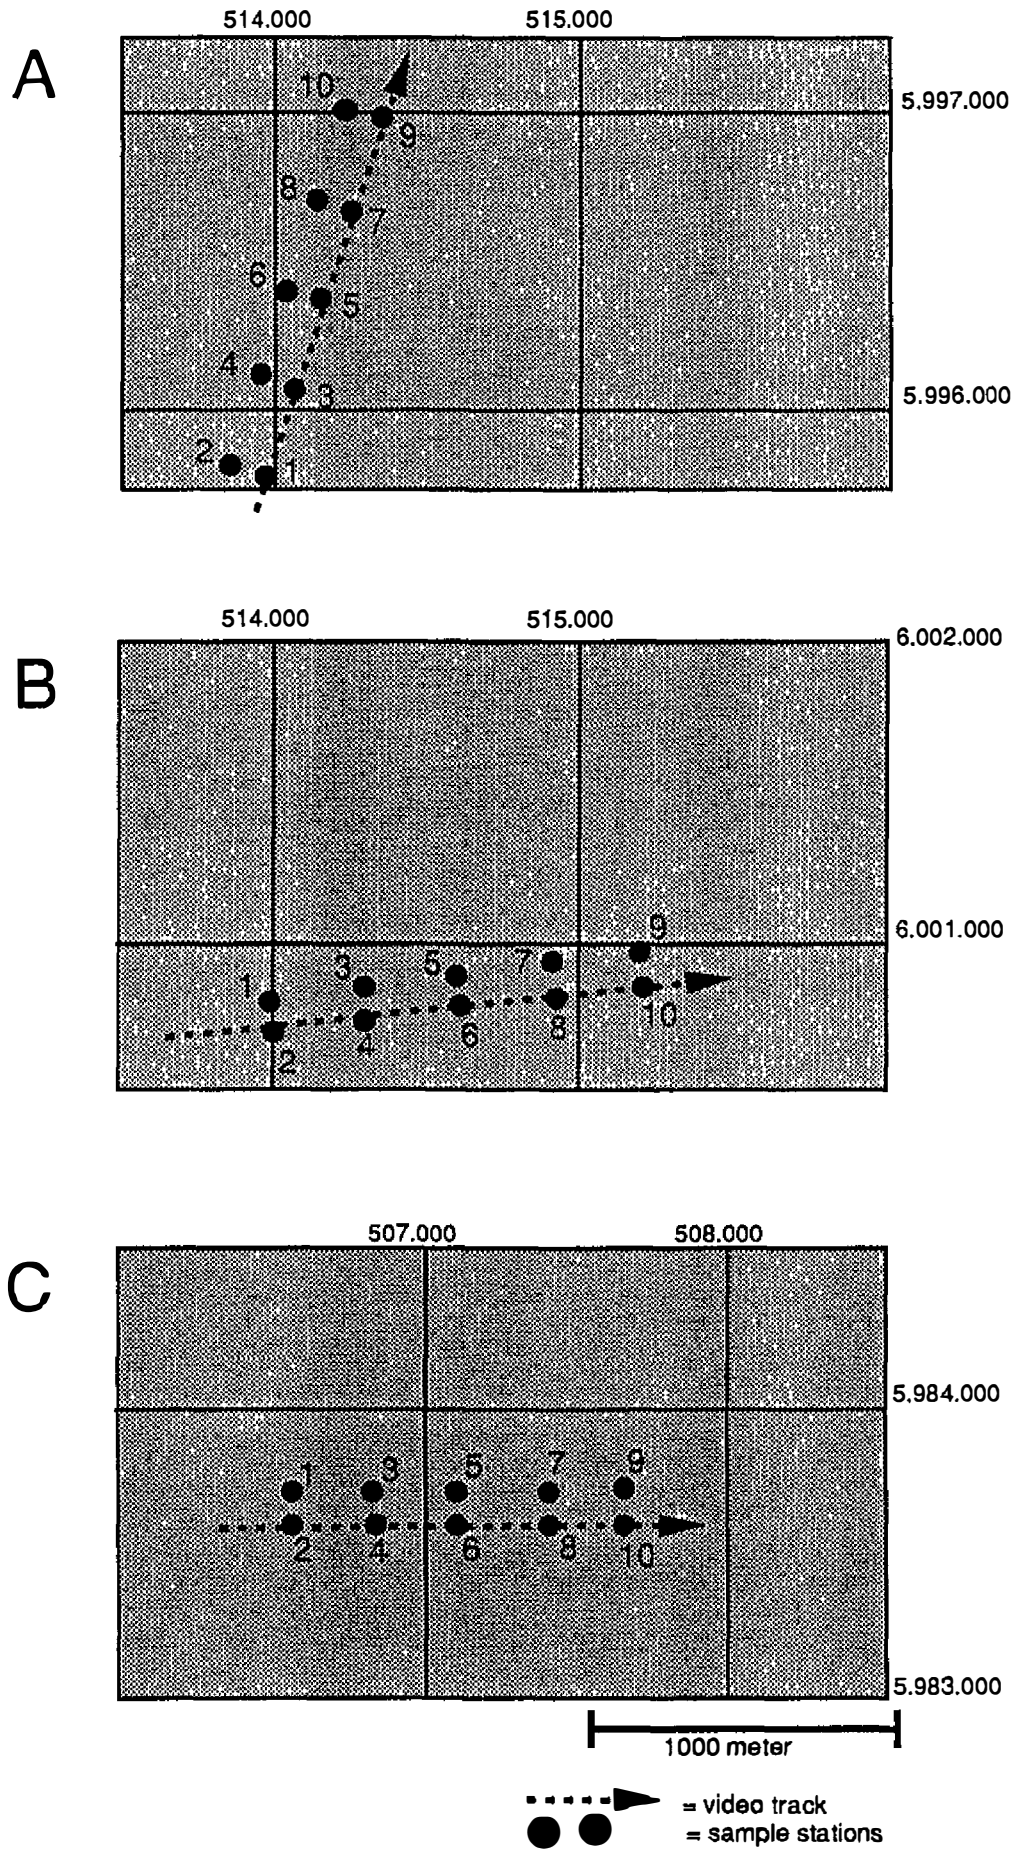 514.000 515.000
A
10
5.997.000
9
8
7
6
5
4
3
5.996.000
2
1
514.000 515.000
6.002.000
B
9
6.001.000
1 3 5 7
2 4 6 8 10
507.000 508.000
C
5.984.000
1 3 5 7 9
2 4 6 8 10
5.983.000
1000 meter
= video track
= sample stations